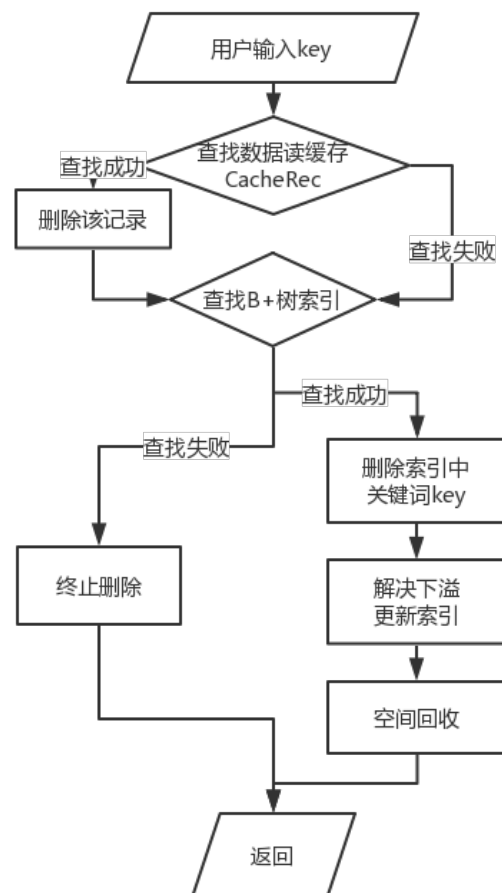 用户输入key
查找数据读缓存
CacheRec
查找成功
删除该记录
查找失败
查找B+树索引
查找成功
查找失败
删除索引中
关键词key
终止删除
解决下溢
更新索引
空间回收
返回